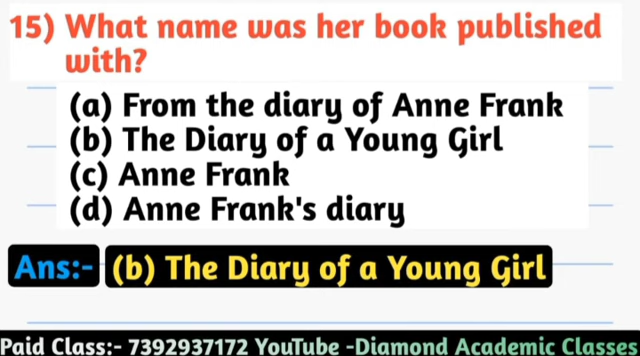 15) What name was her book published
with?
(a) From the diary of Anne Frank
(b) The Diary of a Young Girl
(c) Anne Frank
(d) Anne Frank's diary
Ans:- (b) The Diary of a Young Girl
Paid Class:- 7392937172 YouTube -Diamond Academic Classes